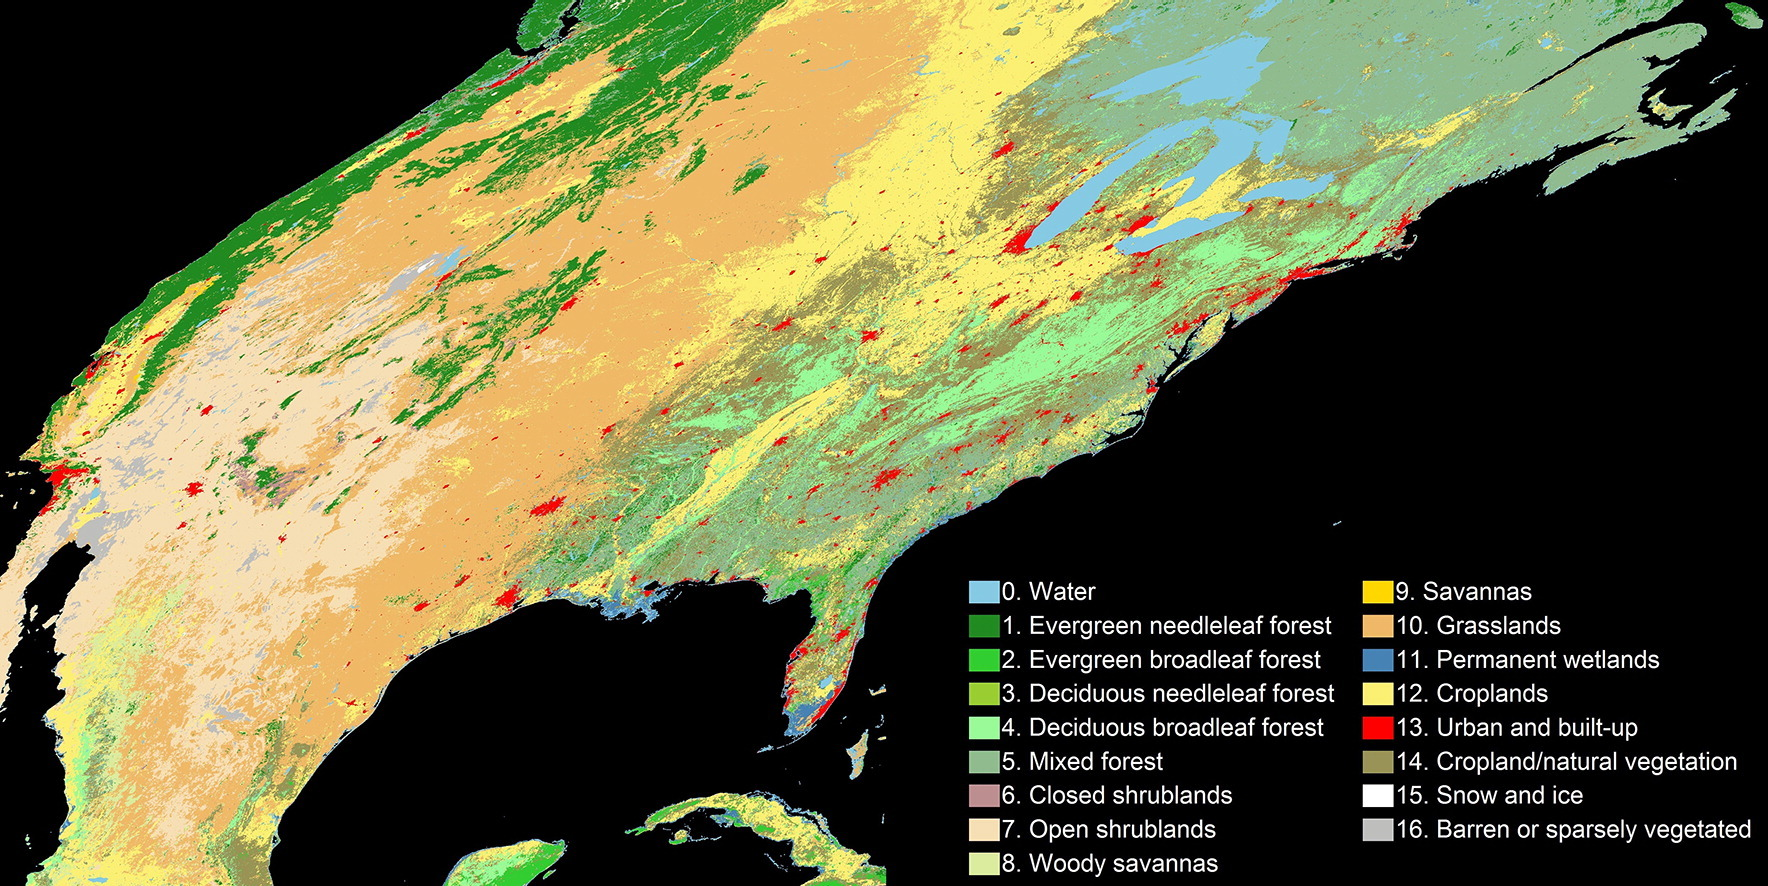 0. Water
1. Evergreen needleleaf forest
2. Evergreen broadleaf forest
3. Deciduous needleleaf forest
4. Deciduous broadleaf forest
5. Mixed forest
6. Closed shrublands
7. Open shrublands
8. Woody savannas
9. Savannas
10. Grasslands
11. Permanent wetlands
12. Croplands
13. Urban and built-up
14. Cropland/natural vegetation
15. Snow and ice
16. Barren or sparsely vegetated